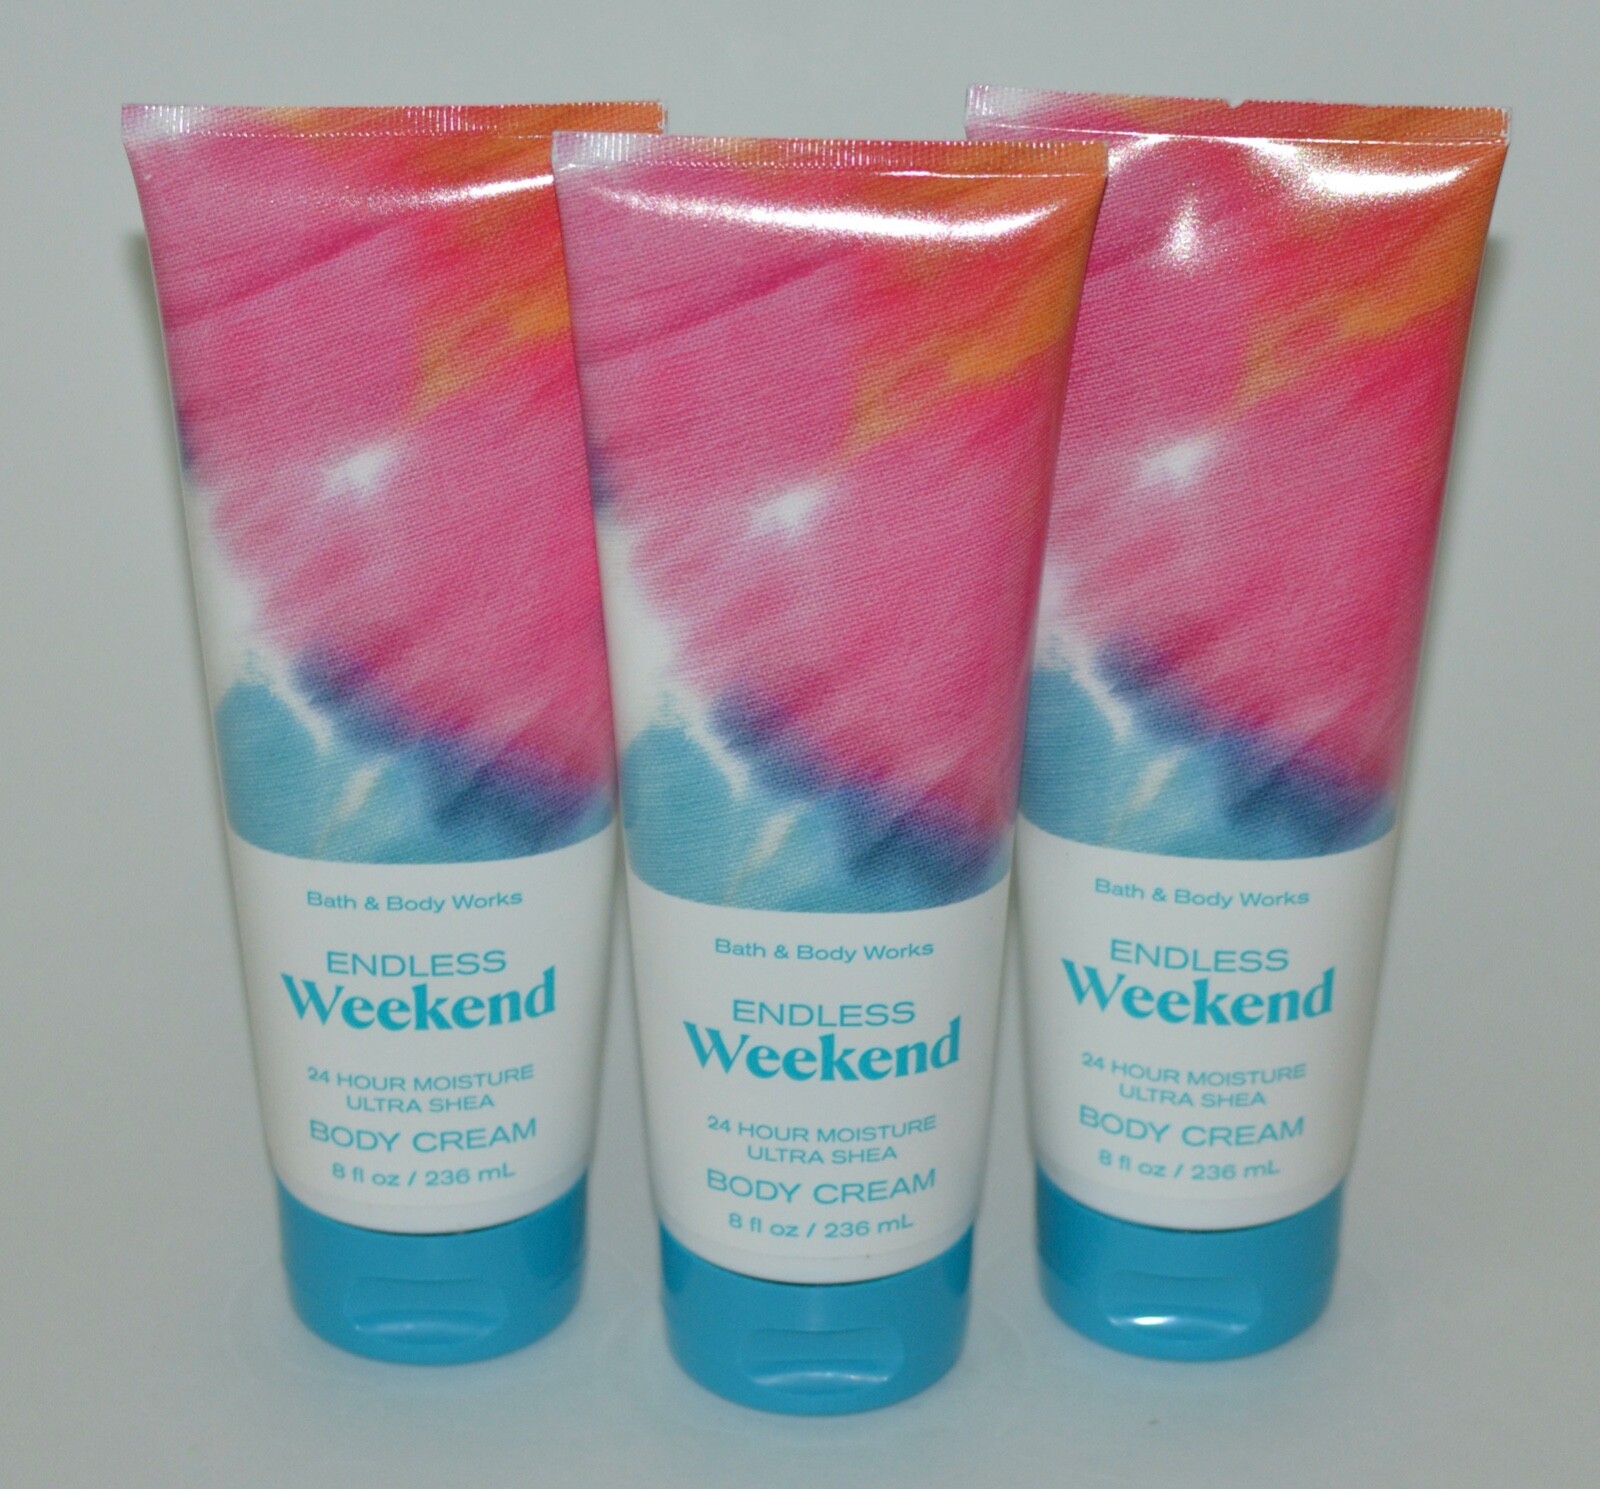 Bath & Body Works
ENDLESS
Weekend
24 HOUR MOISTURE
ULTRA SHEA
BODY CREAM
8 fl oz / 236 mL
Bath & Body Works
ENDLESS
Weekend
24 HOUR MOISTURE
ULTRA SHEA
BODY CREAM
8 fl oz / 236 mL
Bath & Body Works
ENDLESS
Weekend
24 HOUR MOISTURE
ULTRA SHEA
BODY CREAM
8 fl oz / 236 mL